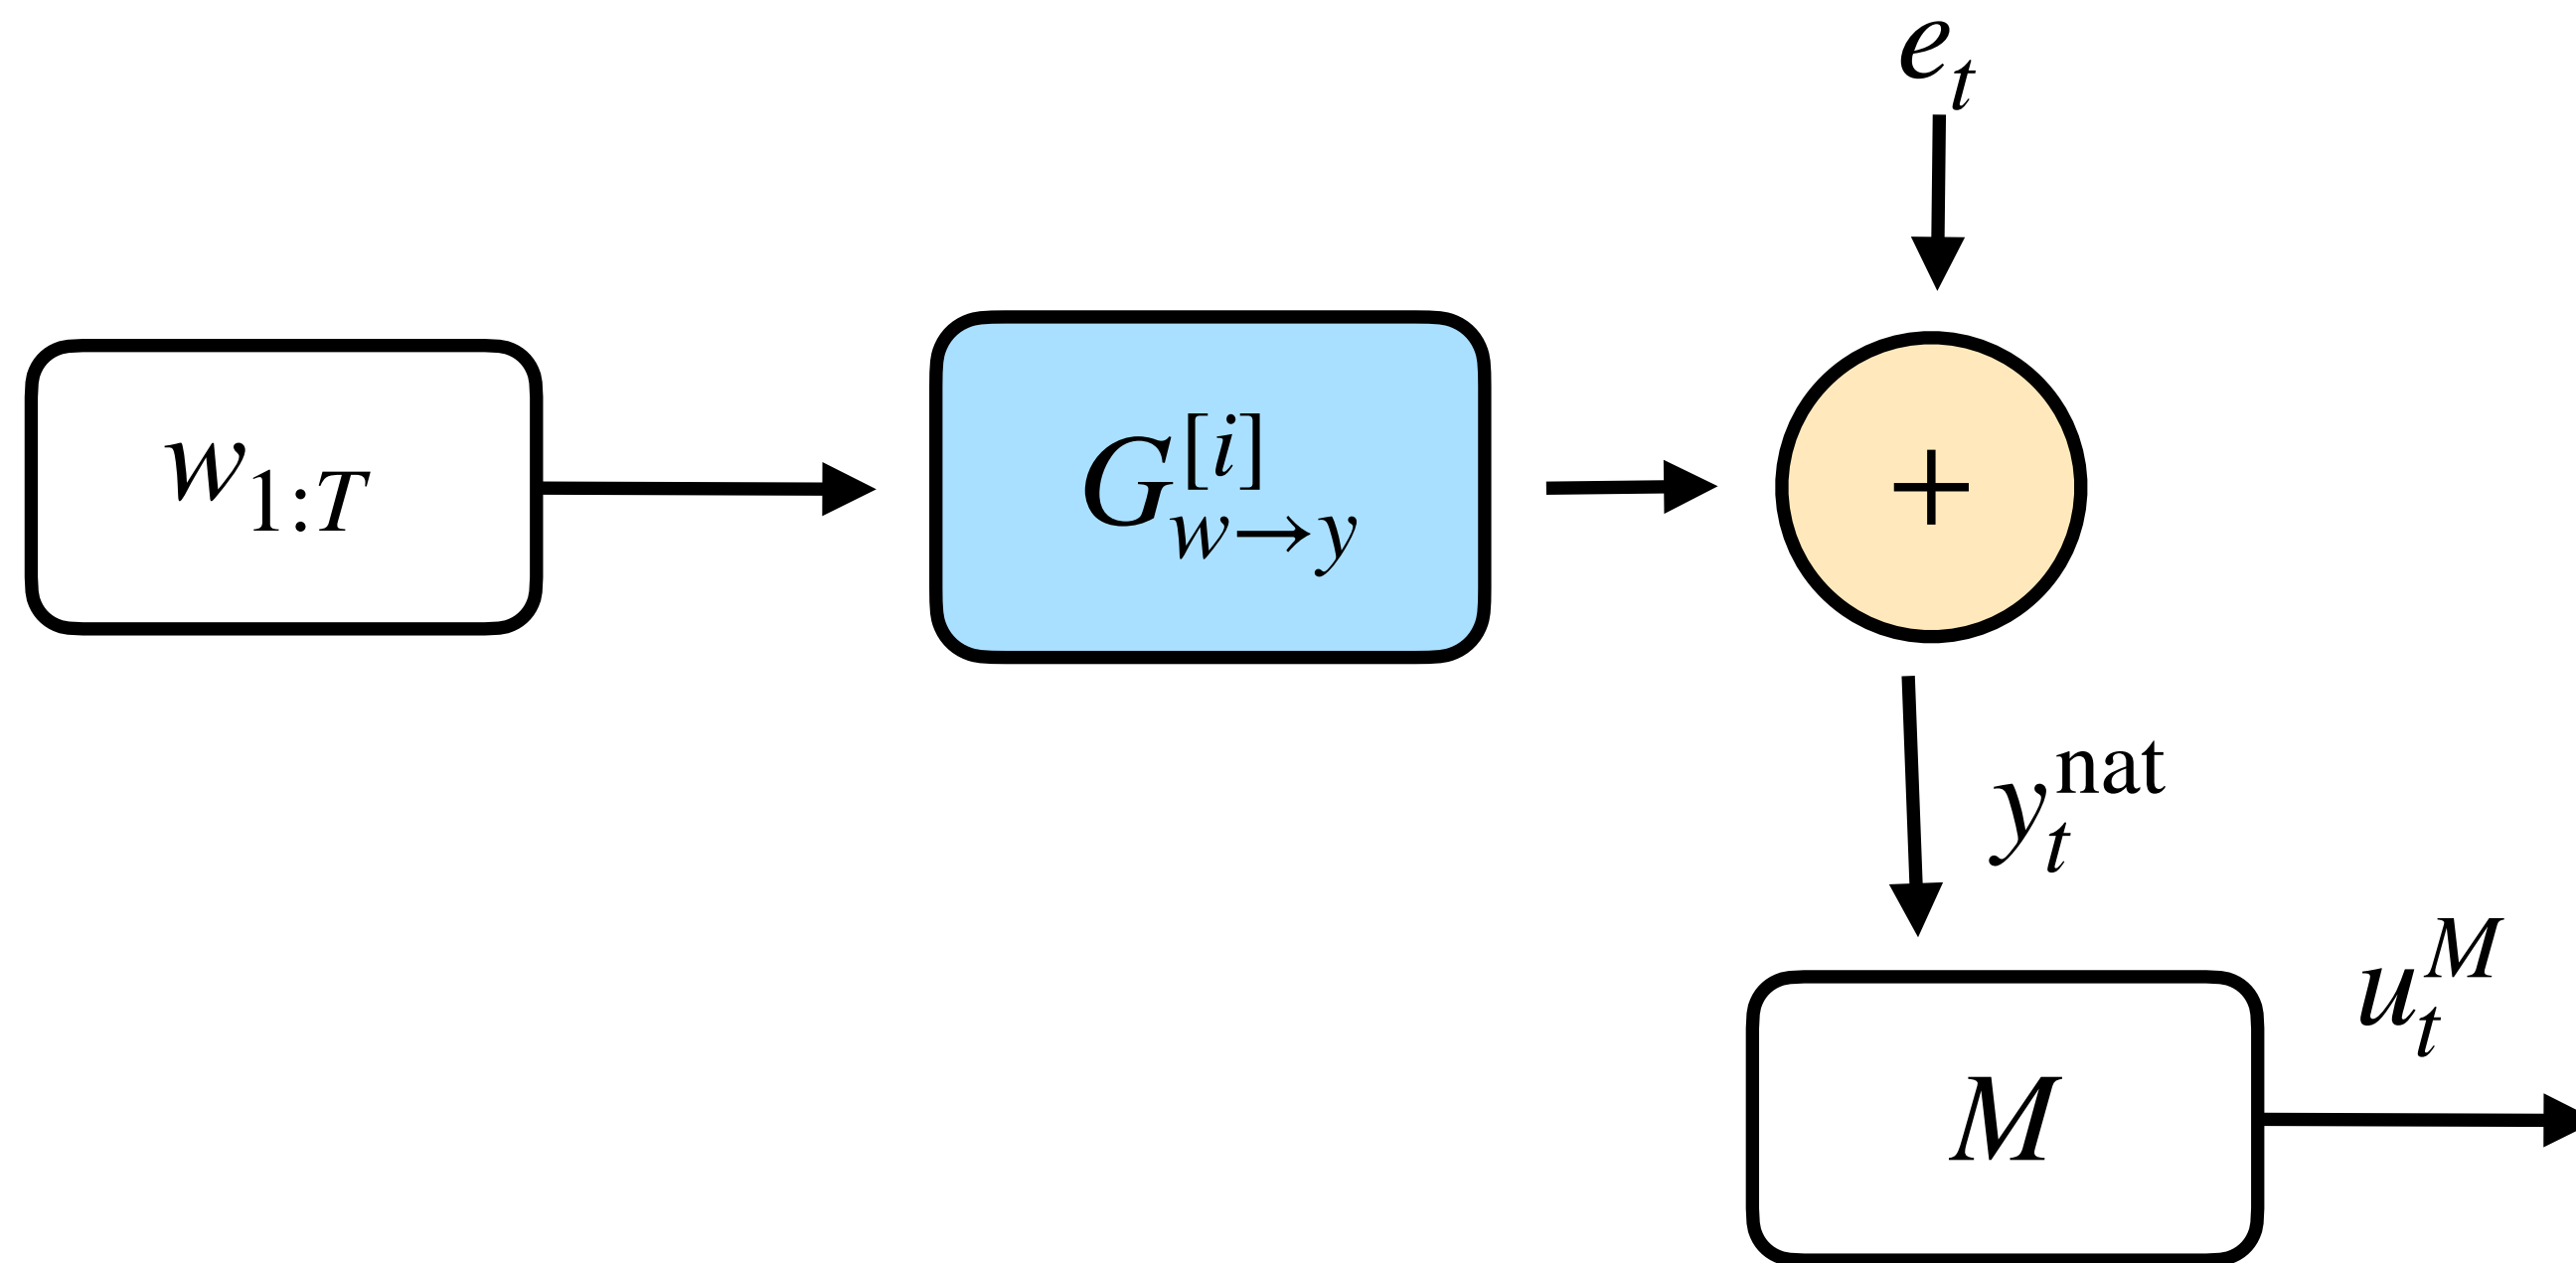 e_t
w_{1:T}
G^{[i]}_{w→y}
+
y_t^{nat}
u_t^M
M